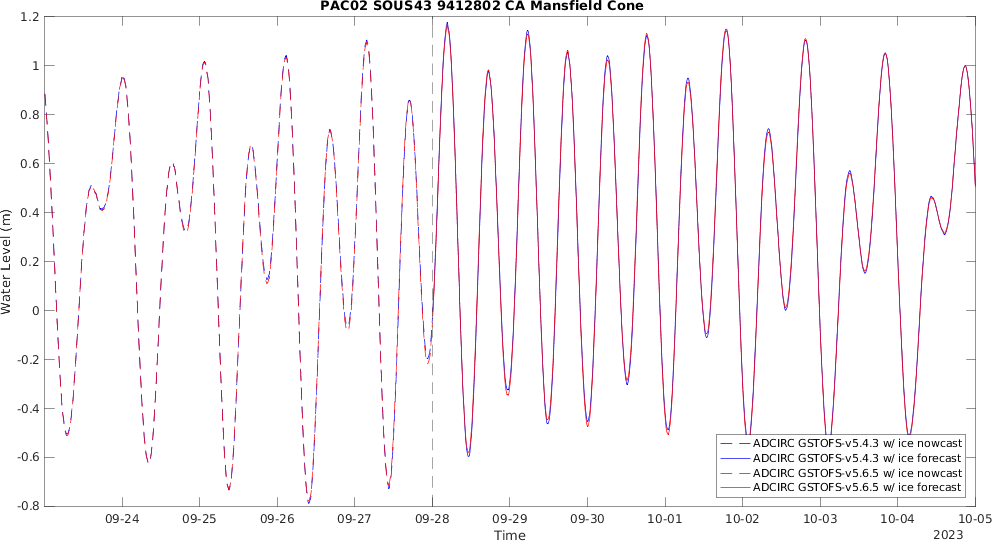 PAC02 SOUS43 9412802 CA Mansfield Cone
1.2
1
0.8
0.6
0.4
0.2
0
-0.2
-0.4
-0.6
-0.8
Water Level (m)
09-24 09-25 09-26 09-27 09-28 09-29 09-30 10-01 10-02 10-03 10-04 10-05
Time
2023
ADCIRC GSTOFS-v5.4.3 w/ ice nowcast
ADCIRC GSTOFS-v5.4.3 w/ ice forecast
ADCIRC GSTOFS-v5.6.5 w/ ice nowcast
ADCIRC GSTOFS-v5.6.5 w/ ice forecast